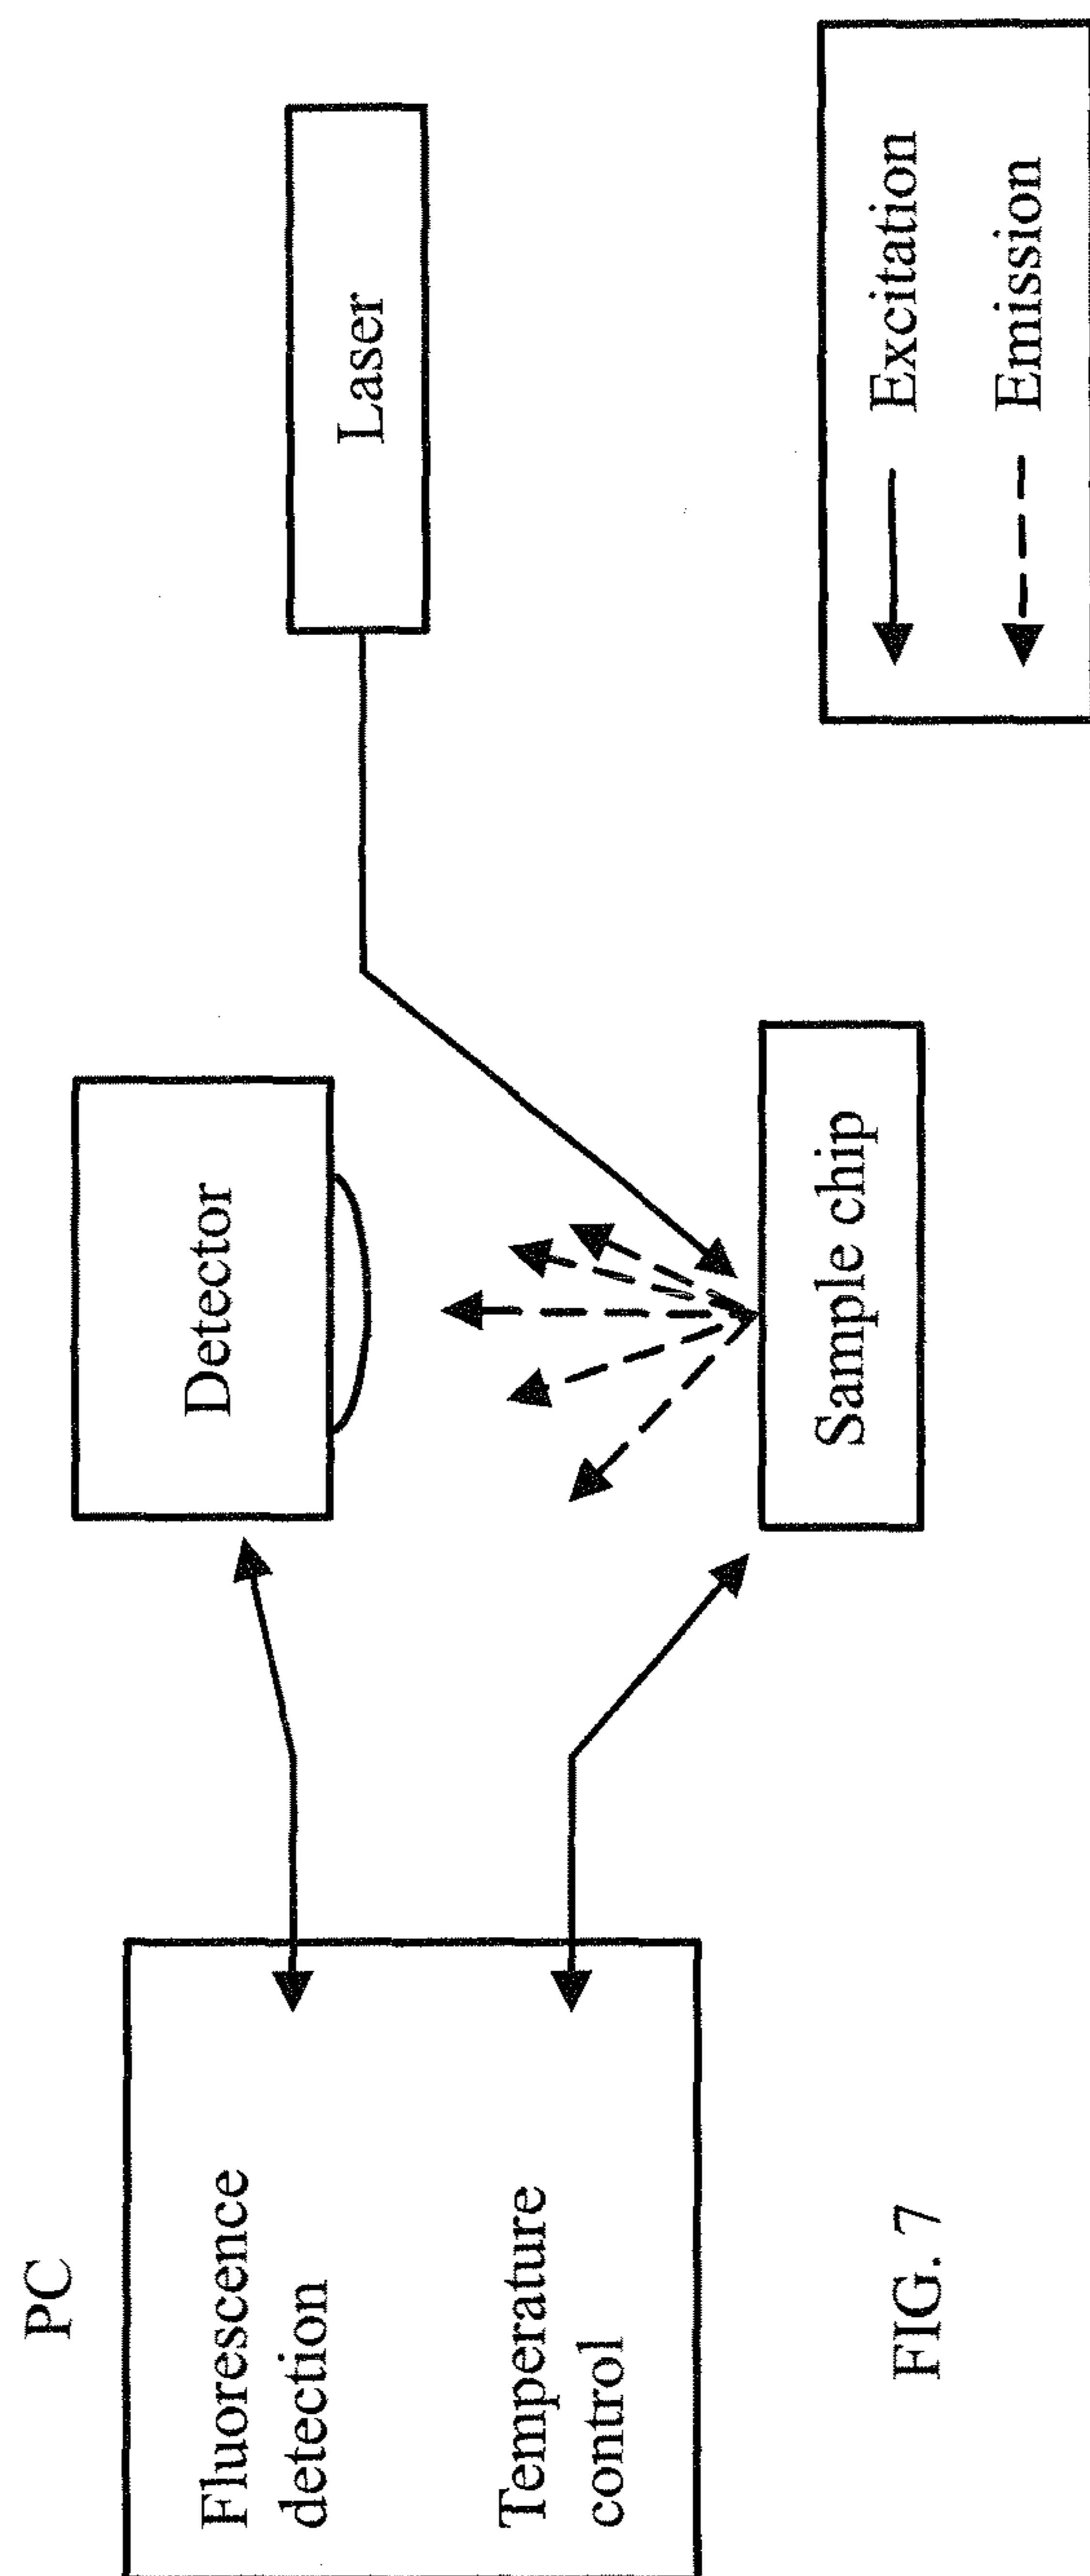 PC
Fluorescence
detection
Temperature
control
Detector
Sample chip
Laser
Excitation
Emission
FIG. 7